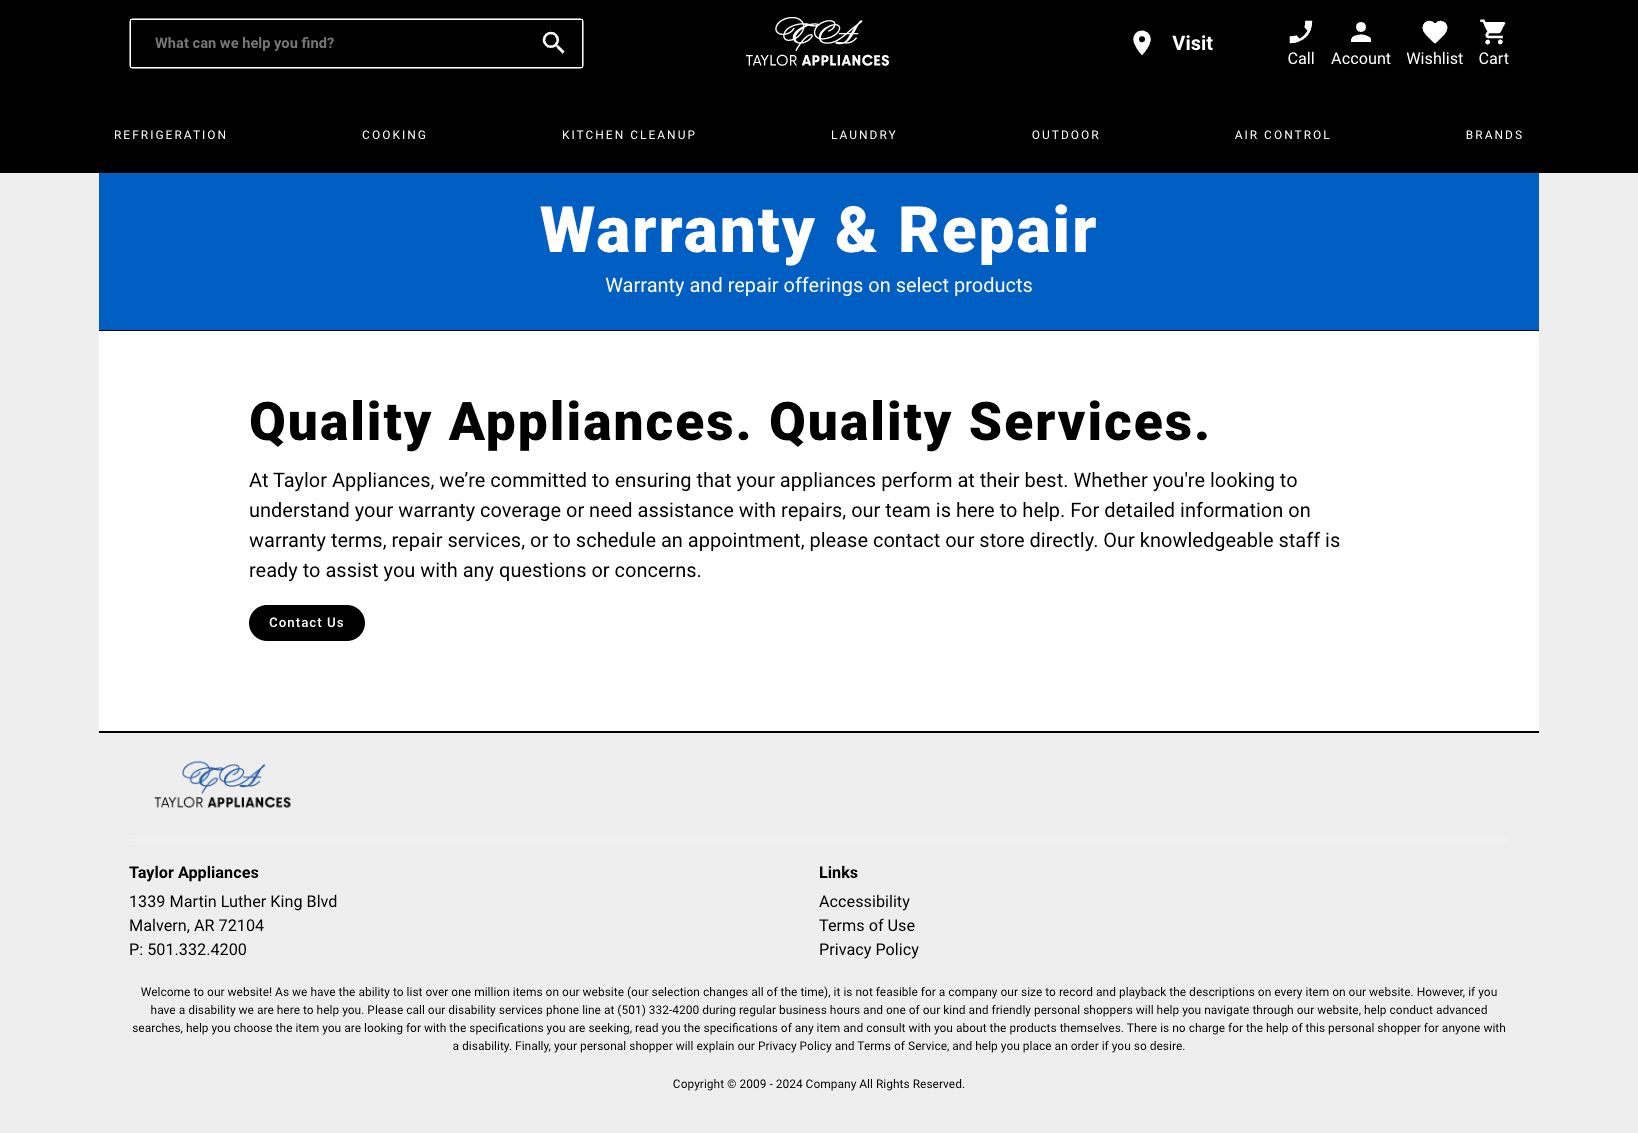 What can we help you find?
TCA
TAYLOR APPLIANCES
Visit
Call
Account
Wishlist
Cart
REFRIGERATION
COOKING
KITCHEN CLEANUP
LAUNDRY
OUTDOOR
AIR CONTROL
BRANDS
Warranty & Repair
Warranty and repair offerings on select products
Quality Appliances. Quality Services.
At Taylor Appliances, we’re committed to ensuring that your appliances perform at their best. Whether you're looking to
understand your warranty coverage or need assistance with repairs, our team is here to help. For detailed information on
warranty terms, repair services, or to schedule an appointment, please contact our store directly. Our knowledgeable staff is
ready to assist you with any questions or concerns.
Contact Us
TCA
TAYLOR APPLIANCES
Taylor Appliances
1339 Martin Luther King Blvd
Malvern, AR 72104
P: 501.332.4200
Links
Accessibility
Terms of Use
Privacy Policy
Welcome to our website! As we have the ability to list over one million items on our website (our selection changes all of the time), it is not feasible for a company our size to record and playback the descriptions on every item on our website. However, if you
have a disability we are here to help you. Please call our disability services phone line at (501) 332-4200 during regular business hours and one of our kind and friendly personal shoppers will help you navigate through our website, help conduct advanced
searches, help you choose the item you are looking for with the specifications you are seeking, read you the specifications of any item and consult with you about the products themselves. There is no charge for the help of this personal shopper for anyone with
a disability. Finally, your personal shopper will explain our Privacy Policy and Terms of Service, and help you place an order if you so desire.
Copyright © 2009 - 2024 Company All Rights Reserved.